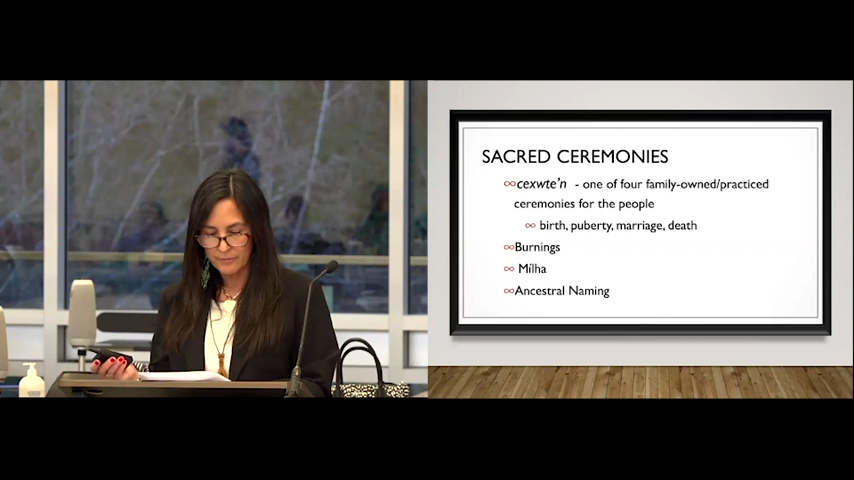 SACRED CEREMONIES
∞cexwte’n - one of four family-owned/practiced
ceremonies for the people
∞ birth, puberty, marriage, death
∞Burnings
∞ Mílha
∞Ancestral Naming